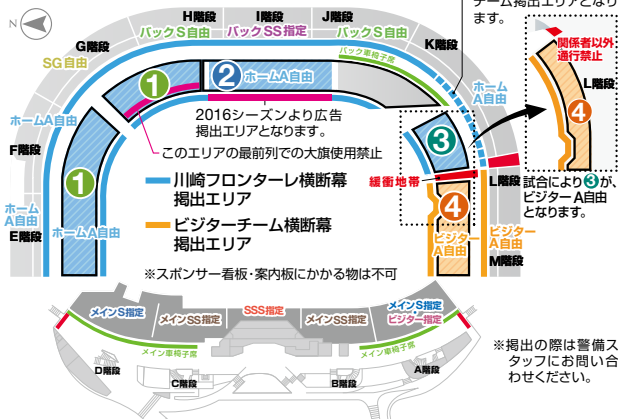 チーム掲出エリアとなり
ます。
N
H階段
I階段
J階段
バックS自由
バックSS指定
バックS自由
G階段
K階段
SG自由
バック車椅子席
関係者以外
通行禁止
L階段
1
2
ホームA自由
ホーム
A自由
4
2016シーズンより広告
掲出エリアとなります。
このエリアの最前列での大旗使用禁止
ホームA自由
F階段
3
1
川崎フロンターレ横断幕
掲出エリア
緩衝地帯
L階段
試合により3が、
ビジターA自由
となります。
ホーム
A自由
E階段
ホームA自由
4
ビジターチーム横断幕
掲出エリア
ビジター
A自由
ビジター
A自由
M階段
※スポンサー看板・案内板にかかる物は不可
メインS指定
メインSS指定
SSS指定
メインSS指定
メインS指定
ビジター指定
メイン車椅子席
メイン車椅子席
D階段
C階段
B階段
A階段
※掲出の際は警備ス
タッフにお問い合
わせください。